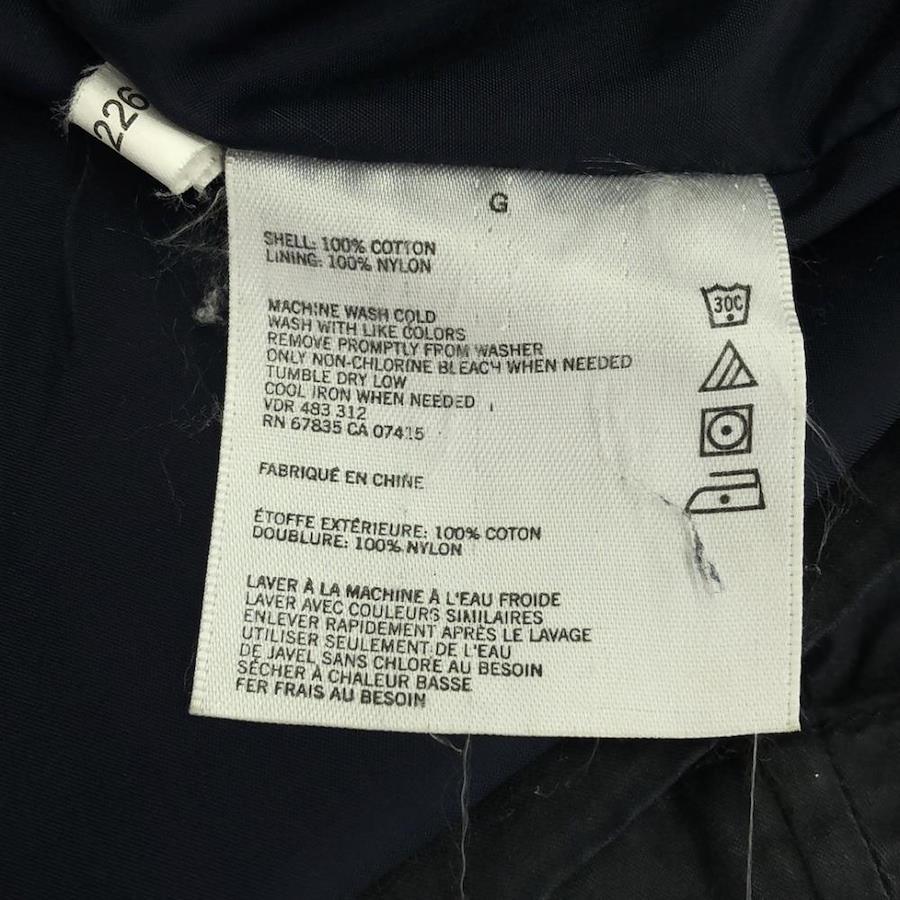 226
G
SHELL: 100% COTTON
LINING: 100% NYLON
MACHINE WASH COLD
WASH WITH LIKE COLORS
REMOVE PROMPTLY FROM WASHER
ONLY NON-CHLORINE BLEACH WHEN NEEDED
TUMBLE DRY LOW
COOL IRON WHEN NEEDED
VDR 483 312
RN 67835 CA 07415
30C
FABRIQUÉ EN CHINE
ÉTOFFE EXTÉRIEURE: 100% COTON
DOUBLURE: 100% NYLON
LAVER À LA MACHINE À L'EAU FROIDE
LAVER AVEC COULEURS SIMILAIRES
ENLEVER RAPIDEMENT APRÈS LE LAVAGE
UTILISER SEULEMENT DE L'EAU
DE JAVEL SANS CHLORE AU BESOIN
SÉCHER À CHALEUR BASSE
FER FRAIS AU BESOIN